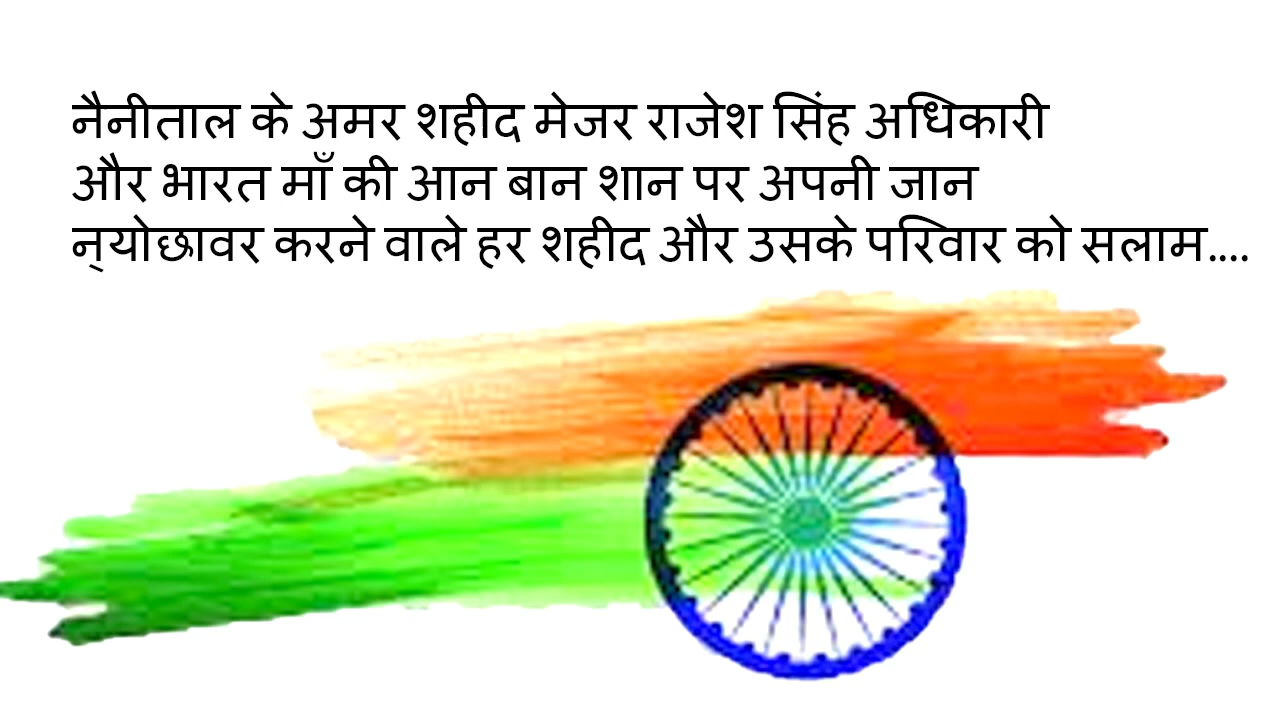 नैनीताल के अमर शहीद मेजर राजेश सिंह अधिकारी
और भारत माँ की आन बान शान पर अपनी जान
न्‌योछावर करने वाले हर शहीद और उसके परिवार को सलाम....